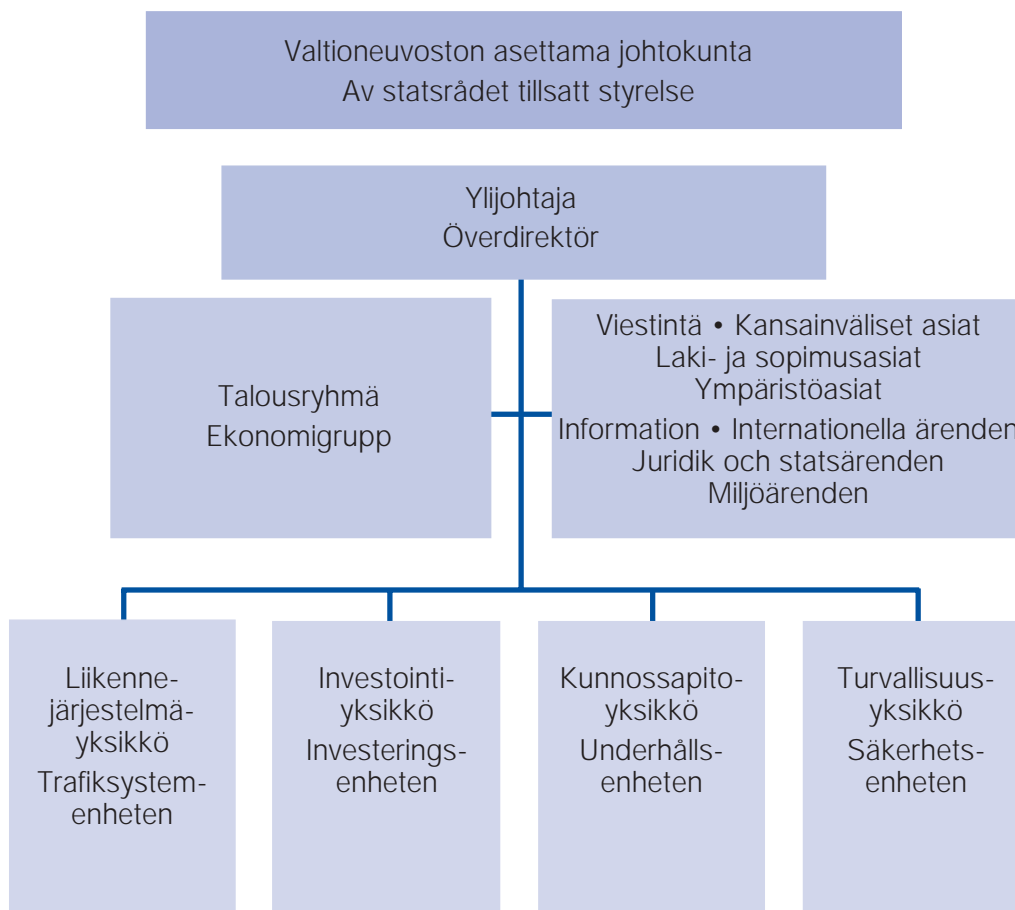 Valtioneuvoston asettama johtokunta
Av statsrådet tillsatt styrelse
Ylijohtaja
Överdirektör
Talousryhmä
Ekonomigrupp
Viestintä • Kansainväliset asiat
Laki- ja sopimusasiat
Ympäristöasiat
Information • Internationella ärenden
Juridik och statsärenden
Miljöärenden
Liikenne-
järjestelmä-
yksikkö
Trafiksystem-
enheten
Investointi-
yksikkö
Investerings-
enheten
Kunnossapito-
yksikkö
Underhålls-
enheten
Turvallisuus-
yksikkö
Säkerhets-
enheten